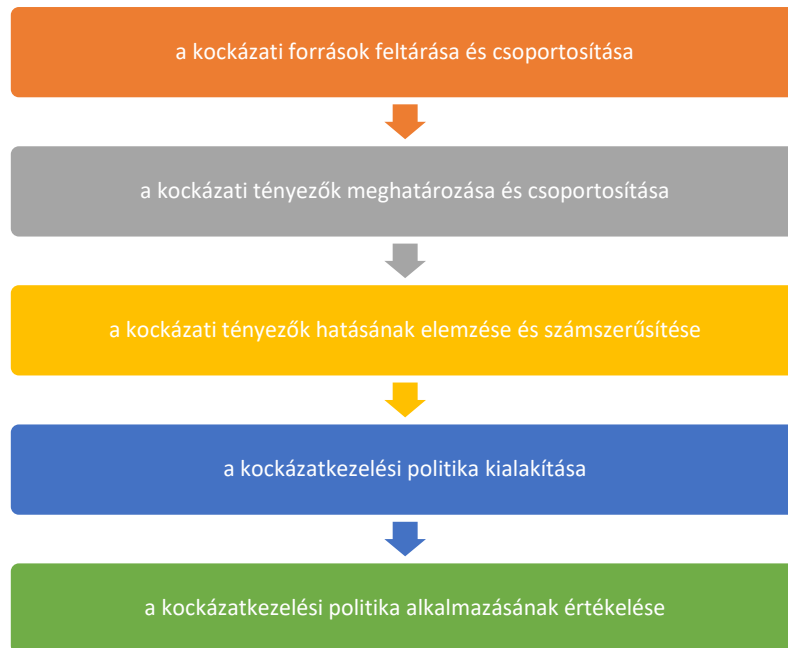 a kockázati források feltárása és csoportosítása
a kockázati tényezők meghatározása és csoportosítása
a kockázati tényezők hatásának elemzése és számszerűsítése
a kockázatkezelési politika kialakítása
a kockázatkezelési politika alkalmazásának értékelése